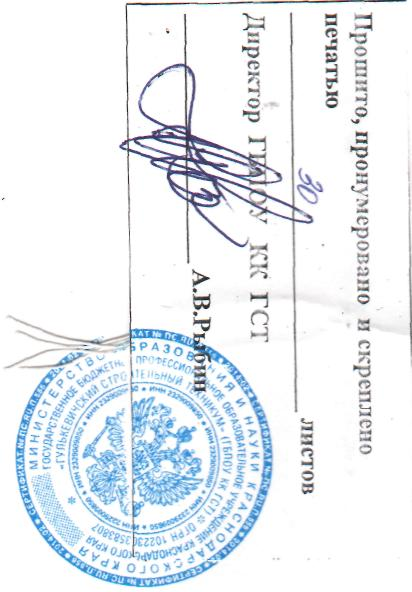 Прошито, пронумеровано и скреплено
печатью
30 листов
Директор ГБПОУ КК ГСТ
А.В.Рыбин
МИНИСТЕРСТВО ОБРАЗОВАНИЯ И НАУКИ КРАСНОДАРСКОГО КРАЯ
ГОСУДАРСТВЕННОЕ БЮДЖЕТНОЕ ПРОФЕССИОНАЛЬНОЕ ОБРАЗОВАТЕЛЬНОЕ УЧРЕЖДЕНИЕ КРАСНОДАРСКОГО КРАЯ
«ГУЛЬКЕВИЧСКИЙ СТРОИТЕЛЬНЫЙ ТЕХНИКУМ» (ГБПОУ КК ГСТ) ОГРН 1022303583807